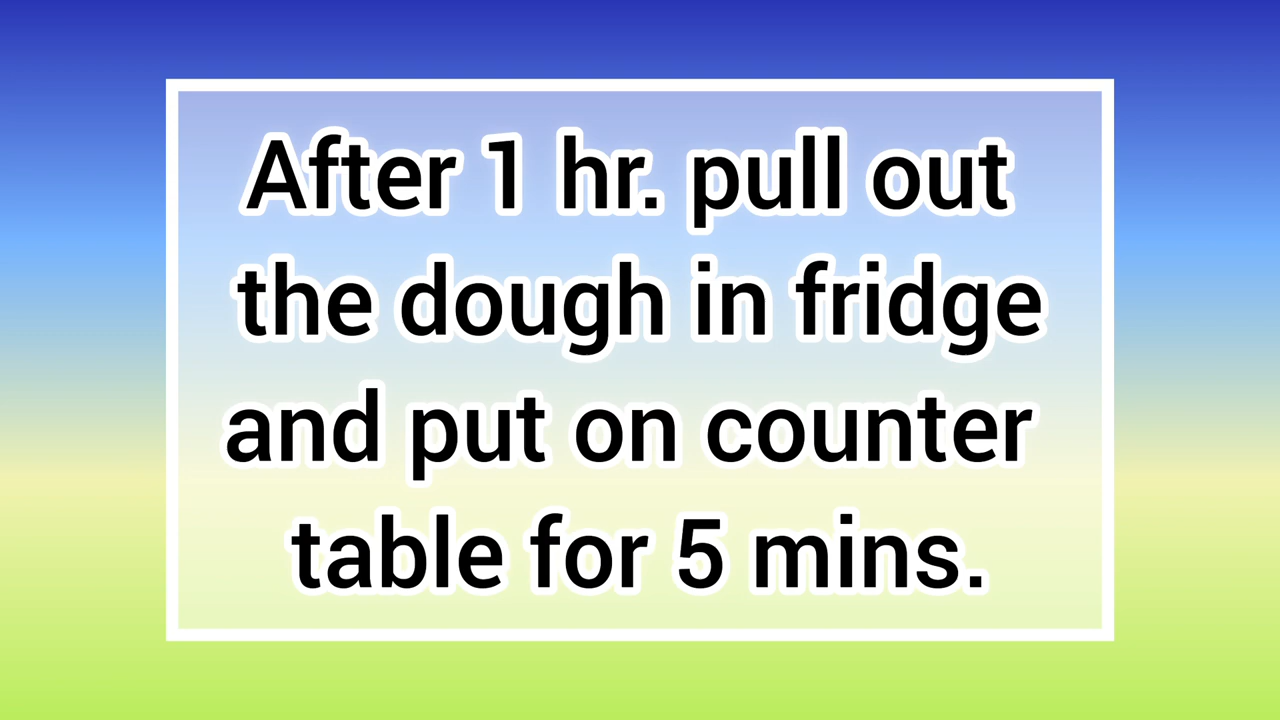 After 1 hr. pull out
the dough in fridge
and put on counter
table for 5 mins.